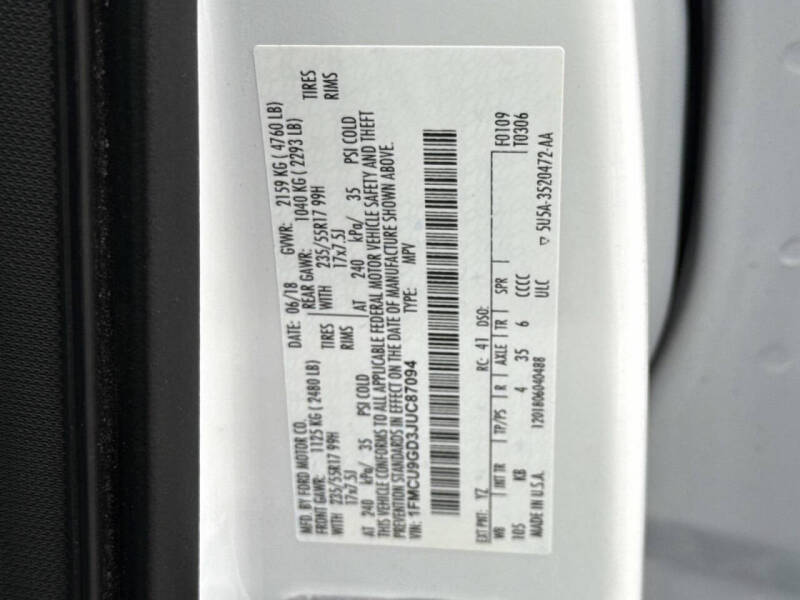 MFD. BY FORD MOTOR CO.
DATE: 06/18 GVWR: 2159 KG ( 4760 LB)
FRONT GAWR: 1125 KG ( 2480 LB) REAR GAWR: 1040 KG ( 2293 LB)
WITH 235/55R17 99H TIRES WITH 235/55R17 99H TIRES
17x7.5J RIMS 17x7.5J RIMS
AT 240 kPa/ 35 PSI COLD AT 240 kPa/ 35 PSI COLD
THIS VEHICLE CONFORMS TO ALL APPLICABLE FEDERAL MOTOR VEHICLE SAFETY AND THEFT
PREVENTION STANDARDS IN EFFECT ON THE DATE OF MANUFACTURE SHOWN ABOVE.
VIN: 1FMCU9GD3JUC87094 TYPE: MPV
F0109
T0306
EXT PNT: YZ RC: 41 DSO:
WB INT TR TP/PS R AXLE TR SPR
105 KB 4 35 6 CCCC
MADE IN U.S.A. 1201806040488 ULC
5U5A-3520472-AA